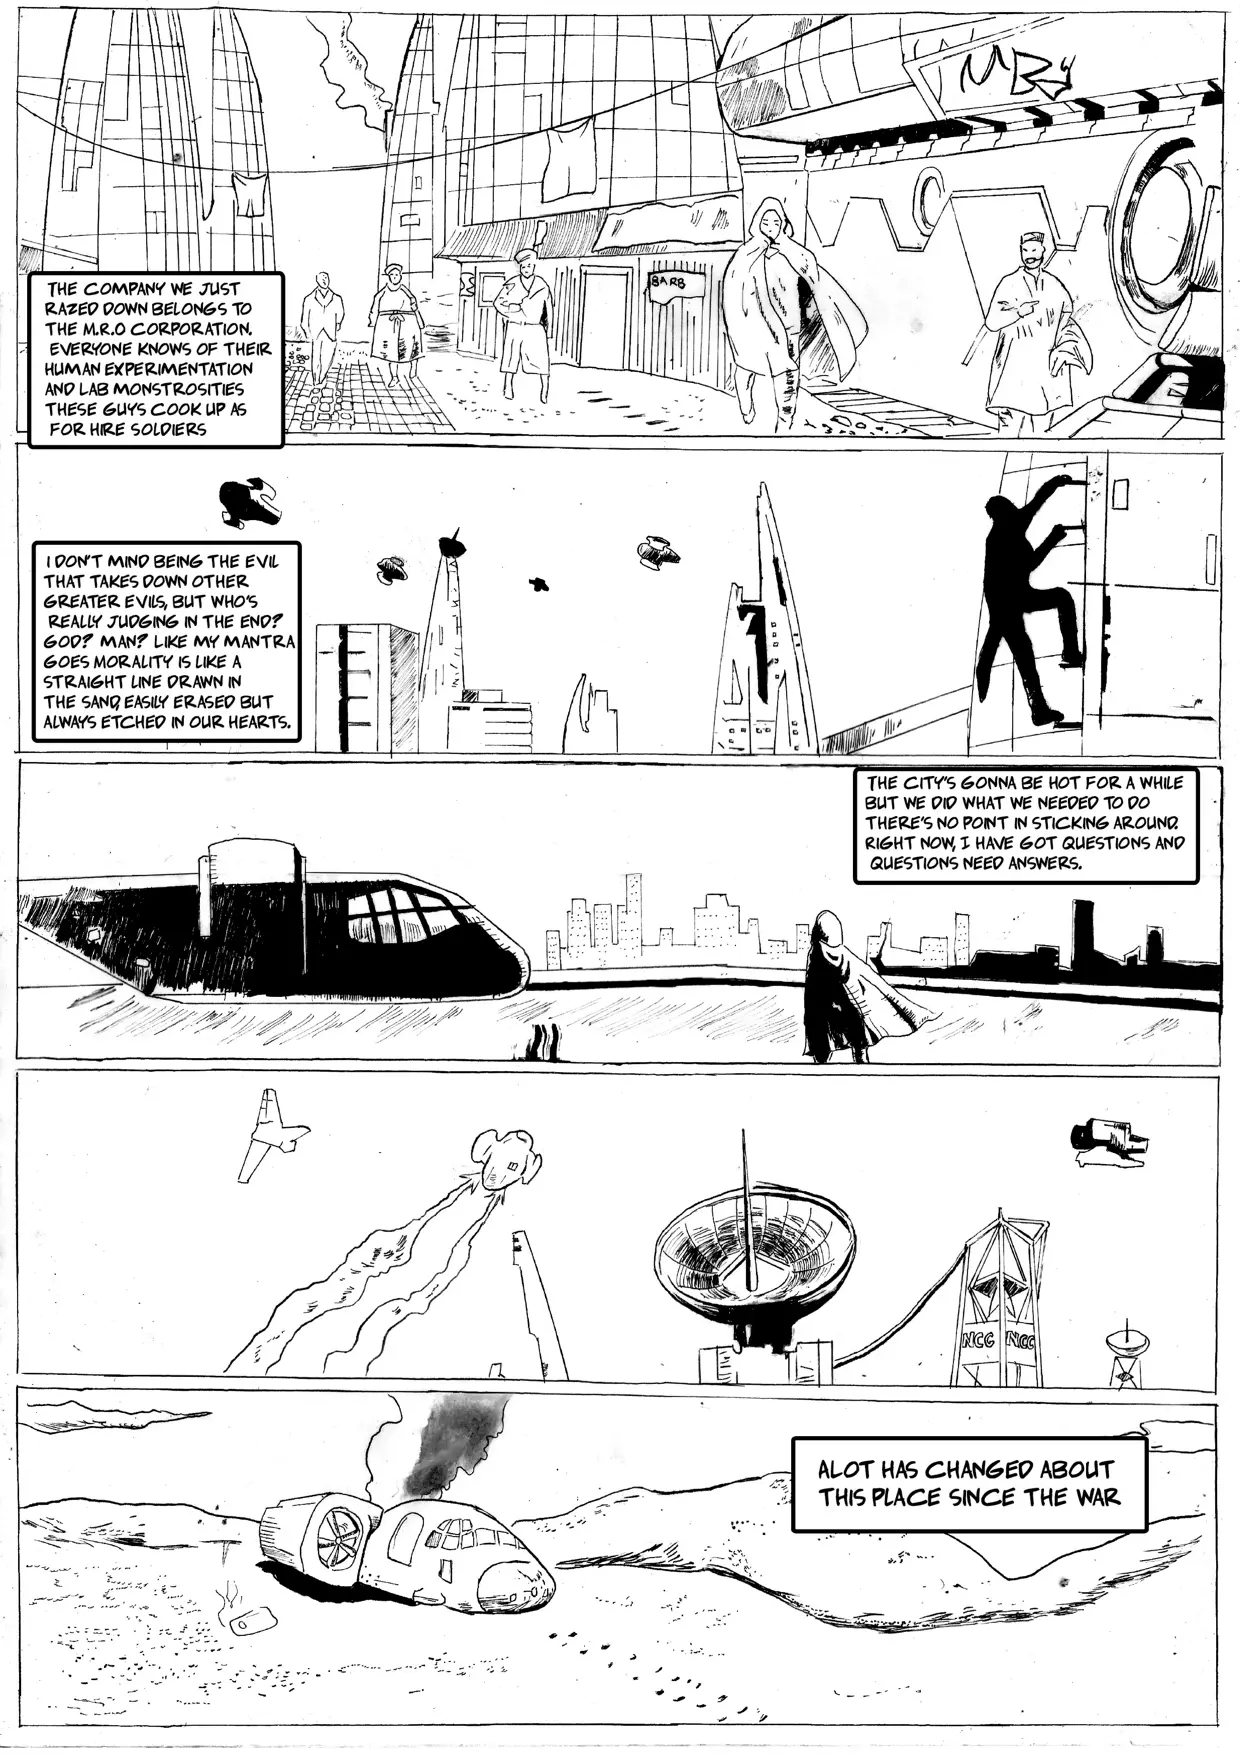 MRg
THE COMPANY WE JUST
RAZED DOWN BELONGS TO
THE M.R.O CORPORATION.
EVERYONE KNOWS OF THEIR
HUMAN EXPERIMENTATION
AND LAB MONSTROSITIES
THESE GUYS COOK UP AS
FOR HIRE SOLDIERS
BARB
I DON'T MIND BEING THE EVIL
THAT TAKES DOWN OTHER
GREATER EVILS, BUT WHO'S
REALLY JUDGING IN THE END?
GOD? MAN? LIKE MY MANTRA
GOES MORALITY IS LIKE A
STRAIGHT LINE DRAWN IN
THE SAND, EASILY ERASED BUT
ALWAYS ETCHED IN OUR HEARTS.
THE CITY'S GONNA BE HOT FOR A WHILE
BUT WE DID WHAT WE NEEDED TO DO
THERE'S NO POINT IN STICKING AROUND.
RIGHT NOW, I HAVE GOT QUESTIONS AND
QUESTIONS NEED ANSWERS.
NCC NCC
ALOT HAS CHANGED ABOUT
THIS PLACE SINCE THE WAR